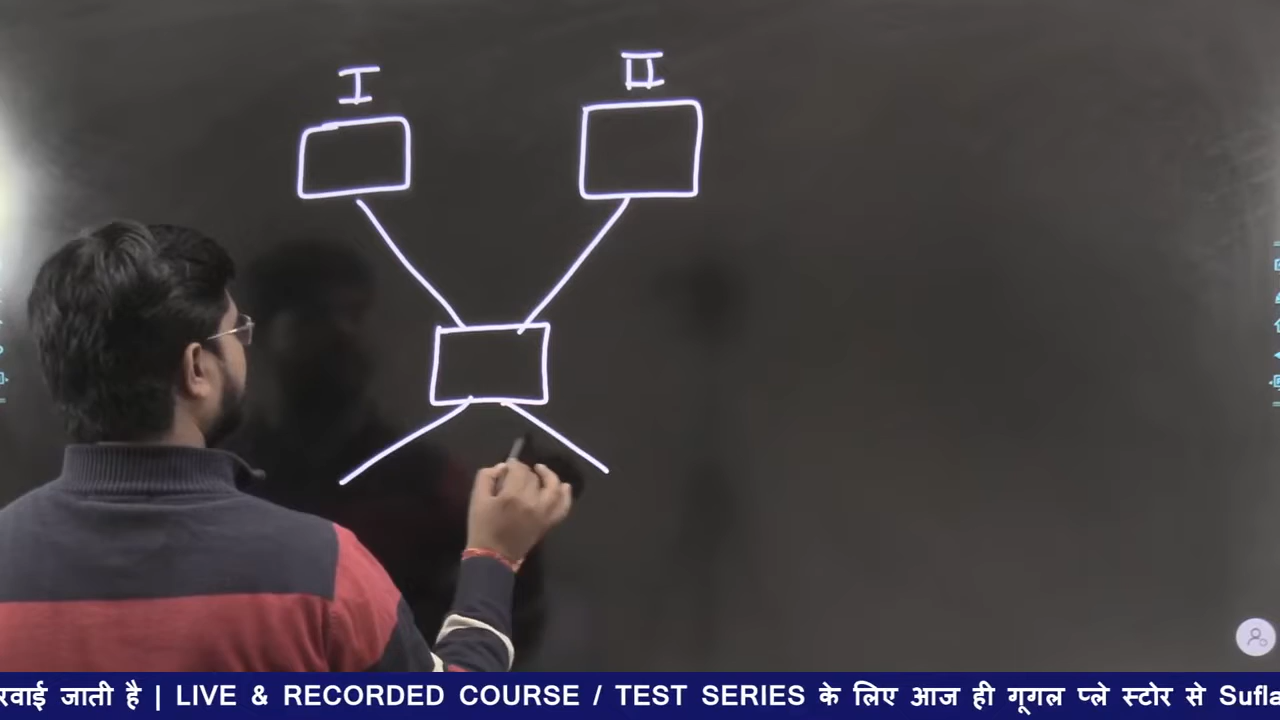 I
II
रवाई जाती है | LIVE & RECORDED COURSE / TEST SERIES के लिए आज ही गूगल प्ले स्टोर से Sufla